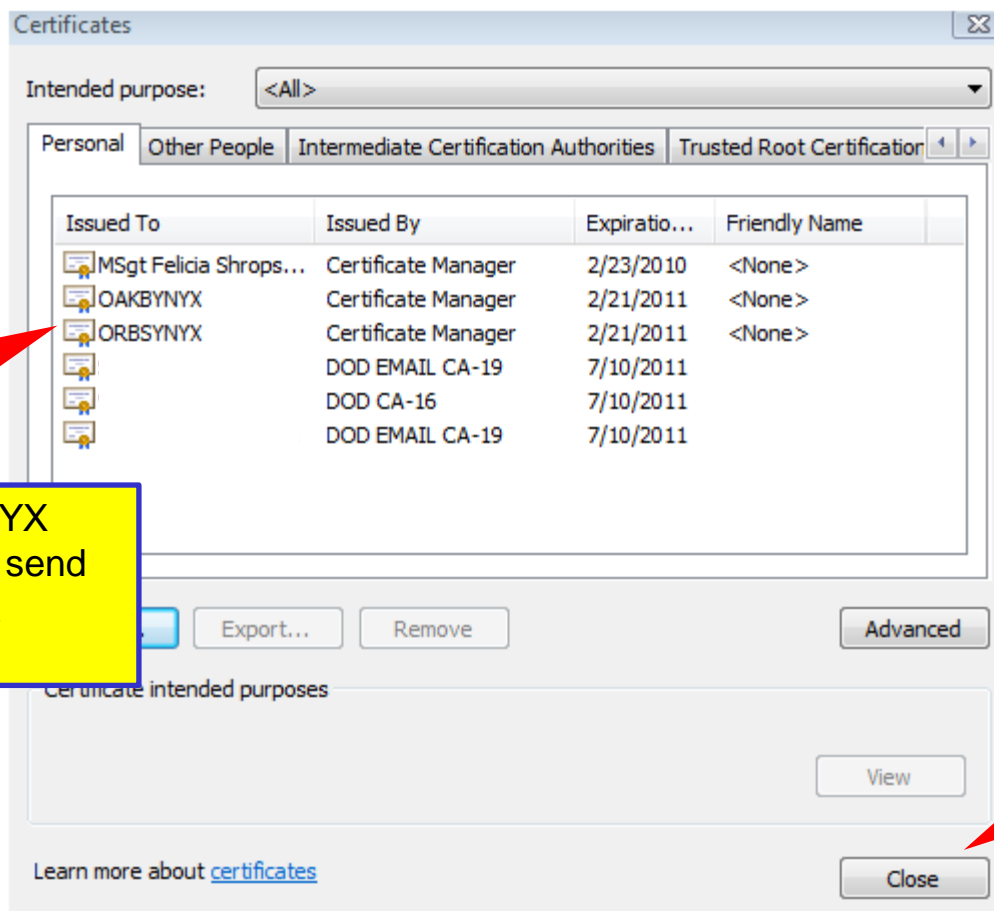 Certificates
Intended purpose: <All>
Personal Other People Intermediate Certification Authorities Trusted Root Certification
Issued To Issued By Expiratio... Friendly Name
MSgt Felicia Shrops... Certificate Manager 2/23/2010 <None>
OAKBYNYX Certificate Manager 2/21/2011 <None>
ORBSYNYX Certificate Manager 2/21/2011 <None>
DOD EMAIL CA-19 7/10/2011
DOD CA-16 7/10/2011
DOD EMAIL CA-19 7/10/2011
YX
send
Export... Remove Advanced
Certificate intended purposes
View
Learn more about certificates
Close